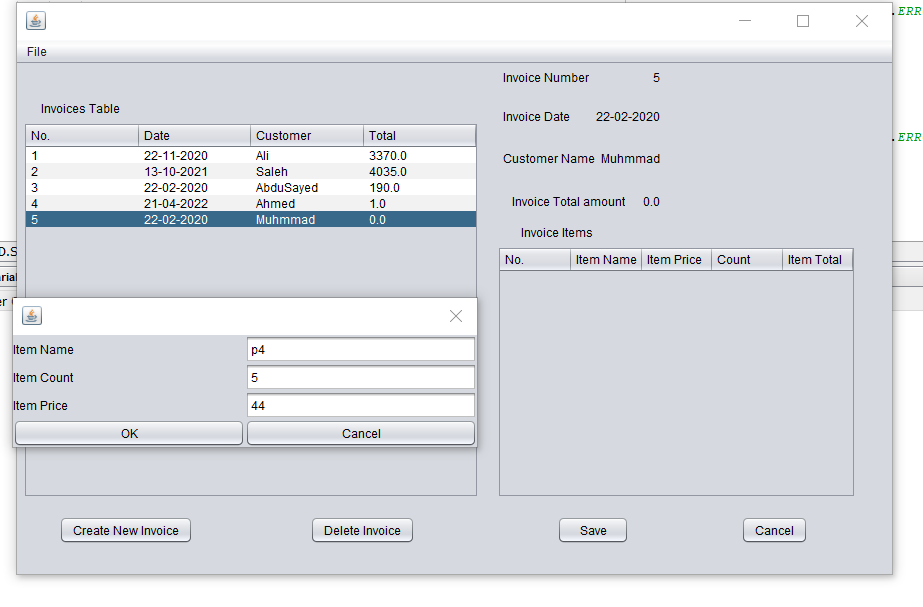 .ERR
File
Invoice Number 5
Invoices Table
Invoice Date 22-02-2020
No. Date Customer Total
.ERR
1 22-11-2020 Ali 3370.0
Customer Name Muhmmad
2 13-10-2021 Saleh 4035.0
3 22-02-2020 AbduSayed 190.0
4 21-04-2022 Ahmed 1.0
Invoice Total amount 0.0
5 22-02-2020 Muhmmad 0.0
Invoice Items
D.S
No. Item Name Item Price Count Item Total
arial
er
Item Name p4
Item Count 5
Item Price 44
OK Cancel
Create New Invoice Delete Invoice Save Cancel